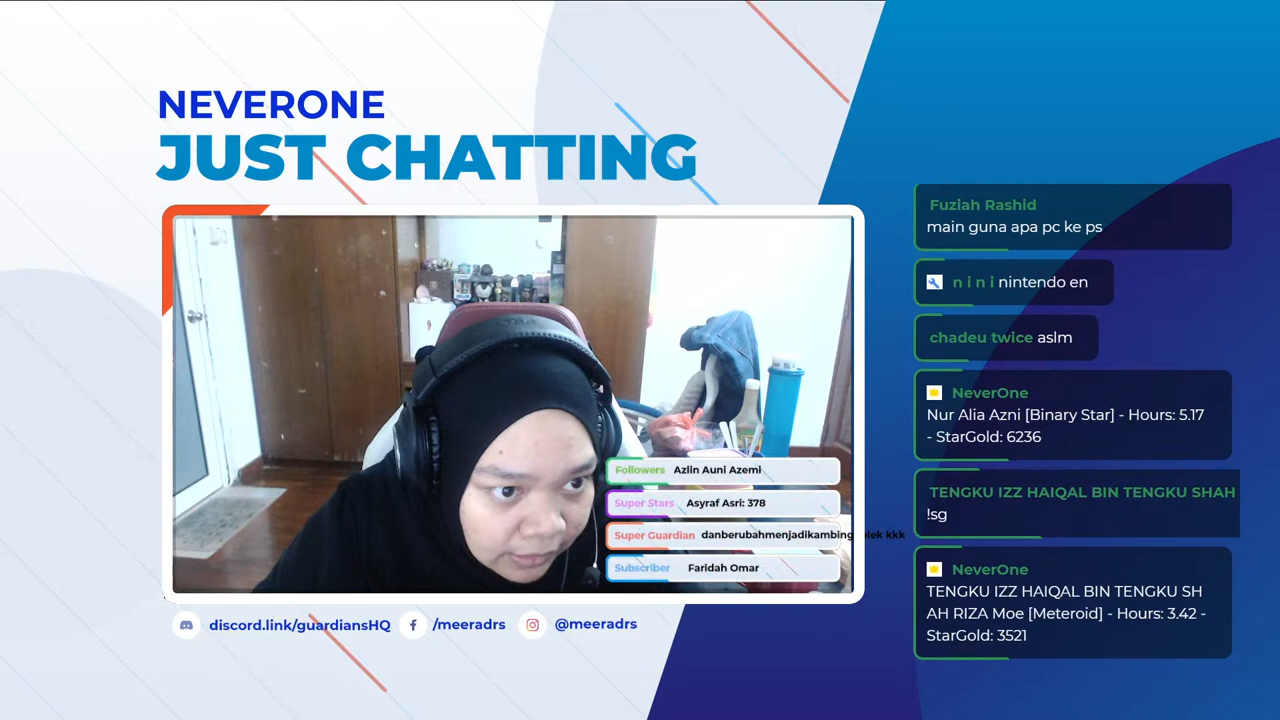 NEVERONE
JUST CHATTING
Followers Azlin Auni Azemi
Super Stars Asyraf Asri: 378
Super Guardian danberubahmenjadikambing lek kkk
Subscriber Faridah Omar
discord.link/guardiansHQ /meeradrs @meeradrs
Fuziah Rashid
main guna apa pc ke ps
n i n i nintendo en
chadeu twice aslm
NeverOne
Nur Alia Azni [Binary Star] - Hours: 5.17
- StarGold: 6236
TENGKU IZZ HAIQAL BIN TENGKU SHAH
!sg
NeverOne
TENGKU IZZ HAIQAL BIN TENGKU SH
AH RIZA Moe [Meteroid] - Hours: 3.42 -
StarGold: 3521